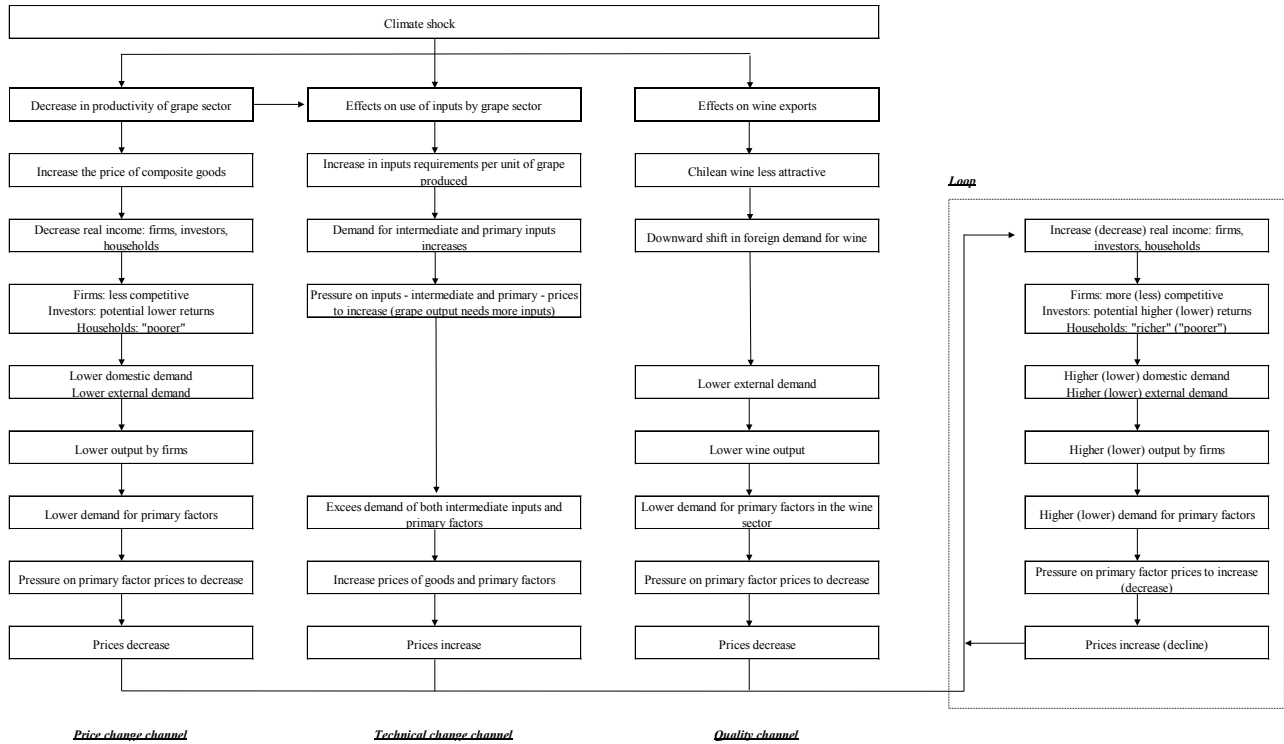 Climate shock
Decrease in productivity of grape sector
Increase the price of composite goods
Decrease real income: firms, investors,
households
Firms: less competitive
Investors: potential lower returns
Households: "poorer"
Lower domestic demand
Lower external demand
Lower output by firms
Lower demand for primary factors
Pressure on primary factor prices to decrease
Prices decrease
Price change channel
Effects on use of inputs by grape sector
Increase in inputs requirements per unit of grape
produced
Demand for intermediate and primary inputs
increases
Pressure on inputs - intermediate and primary - prices
to increase (grape output needs more inputs)
Excees demand of both intermediate inputs and
primary factors
Increase prices of goods and primary factors
Prices increase
Technical change channel
Effects on wine exports
Chilean wine less attractive
Downward shift in foreign demand for wine
Lower external demand
Lower wine output
Lower demand for primary factors in the wine
sector
Pressure on primary factor prices to decrease
Prices decrease
Quality channel
Loop
Increase (decrease) real income: firms,
investors, households
Firms: more (less) competitive
Investors: potential higher (lower) returns
Households: "richer" ("poorer")
Higher (lower) domestic demand
Higher (lower) external demand
Higher (lower) output by firms
Higher (lower) demand for primary factors
Pressure on primary factor prices to increase
(decrease)
Prices increase (decline)